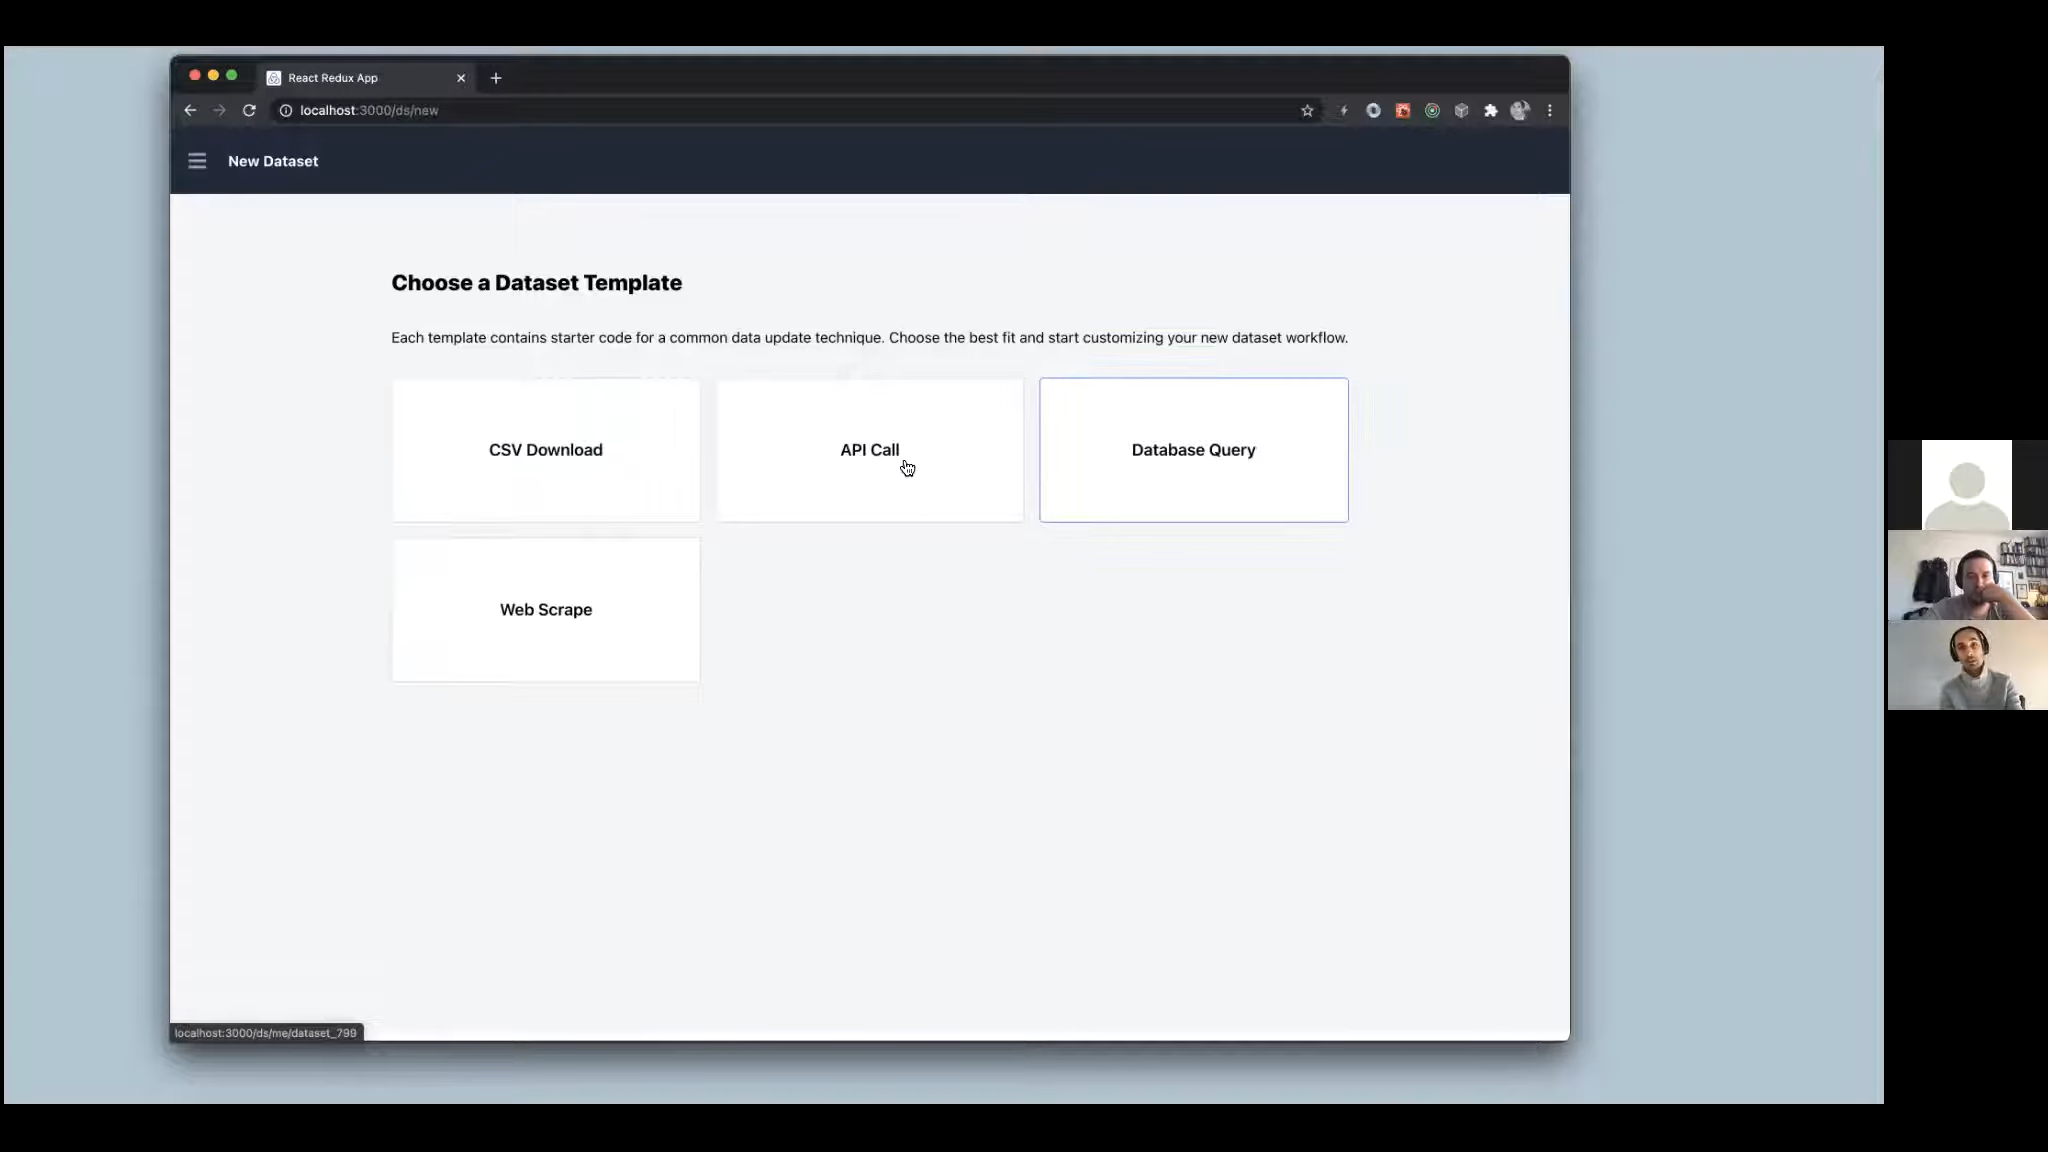 React Redux App
localhost:3000/ds/new
New Dataset
Choose a Dataset Template
Each template contains starter code for a common data update technique. Choose the best fit and start customizing your new dataset workflow.
CSV Download
API Call
Database Query
Web Scrape
localhost:3000/ds/me/dataset_799